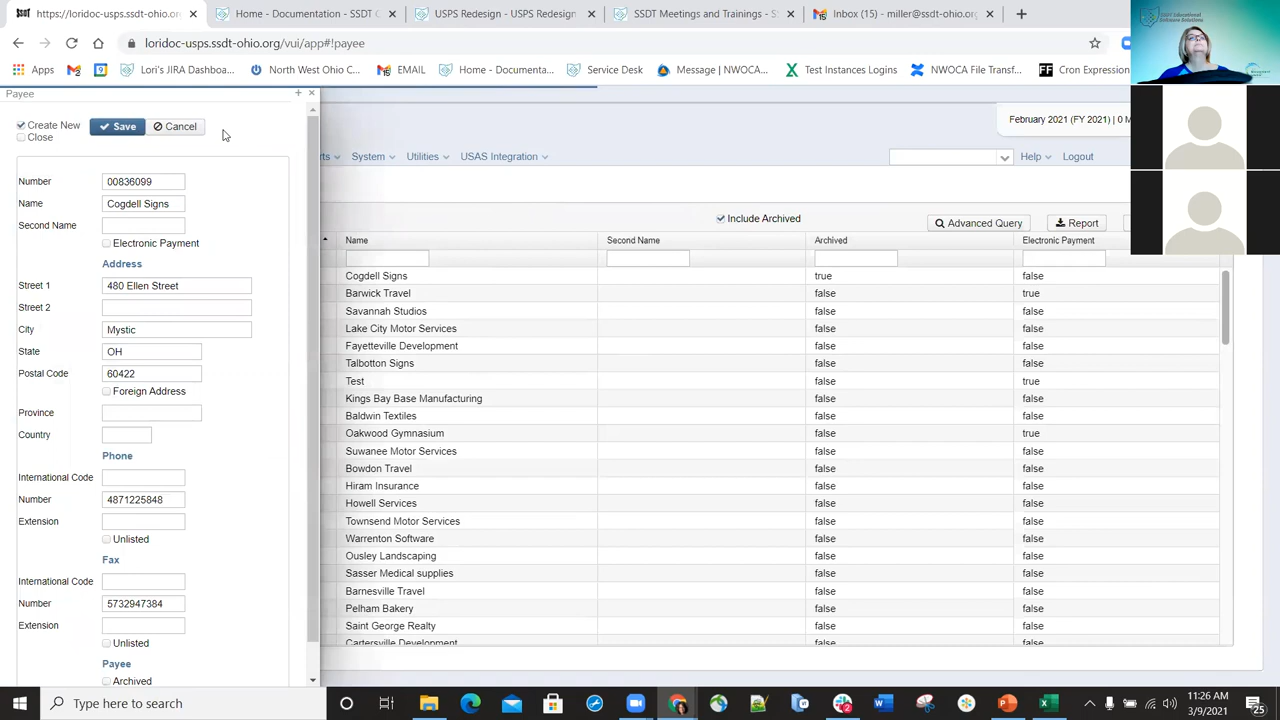 https://loridoc-usps.ssdt-ohio.org/
Home - Documentation - SSDT C
USPS Redesign - USPS Redesign
SSDT Meetings and Trainings - S
Inbox (15) - miller@ssdt-ohio.org
loridoc-usps.ssdt-ohio.org/vui/app#!payee
Apps
Lori's JIRA Dashboa...
North West Ohio C...
EMAIL
Home - Documenta...
Service Desk
Message | NWOCA...
Test Instances Logins
NWOCA File Transf...
Cron Expression
Payee
Create New
Close
Save
Cancel
February 2021 (FY 2021) | 0 M
rts
System
Utilities
USAS Integration
Help
Logout
Include Archived
Advanced Query
Report
Number 00836099
Name Cogdell Signs
Second Name
Electronic Payment
Address
Street 1 480 Ellen Street
Street 2
City Mystic
State OH
Postal Code 60422
Foreign Address
Province
Country
Phone
International Code
Number 4871225848
Extension
Unlisted
Fax
International Code
Number 5732947384
Extension
Unlisted
Payee
Archived
Name Second Name Archived Electronic Payment
Cogdell Signs true false
Barwick Travel false true
Savannah Studios false false
Lake City Motor Services false false
Fayetteville Development false false
Talbotton Signs false false
Test false true
Kings Bay Base Manufacturing false false
Baldwin Textiles false false
Oakwood Gymnasium false true
Suwanee Motor Services false false
Bowdon Travel false false
Hiram Insurance false false
Howell Services false false
Townsend Motor Services false false
Warrenton Software false false
Ousley Landscaping false false
Sasser Medical supplies false false
Barnesville Travel false false
Pelham Bakery false false
Saint George Realty false false
Cartersville Development false false
Type here to search
11:26 AM
3/9/2021
25